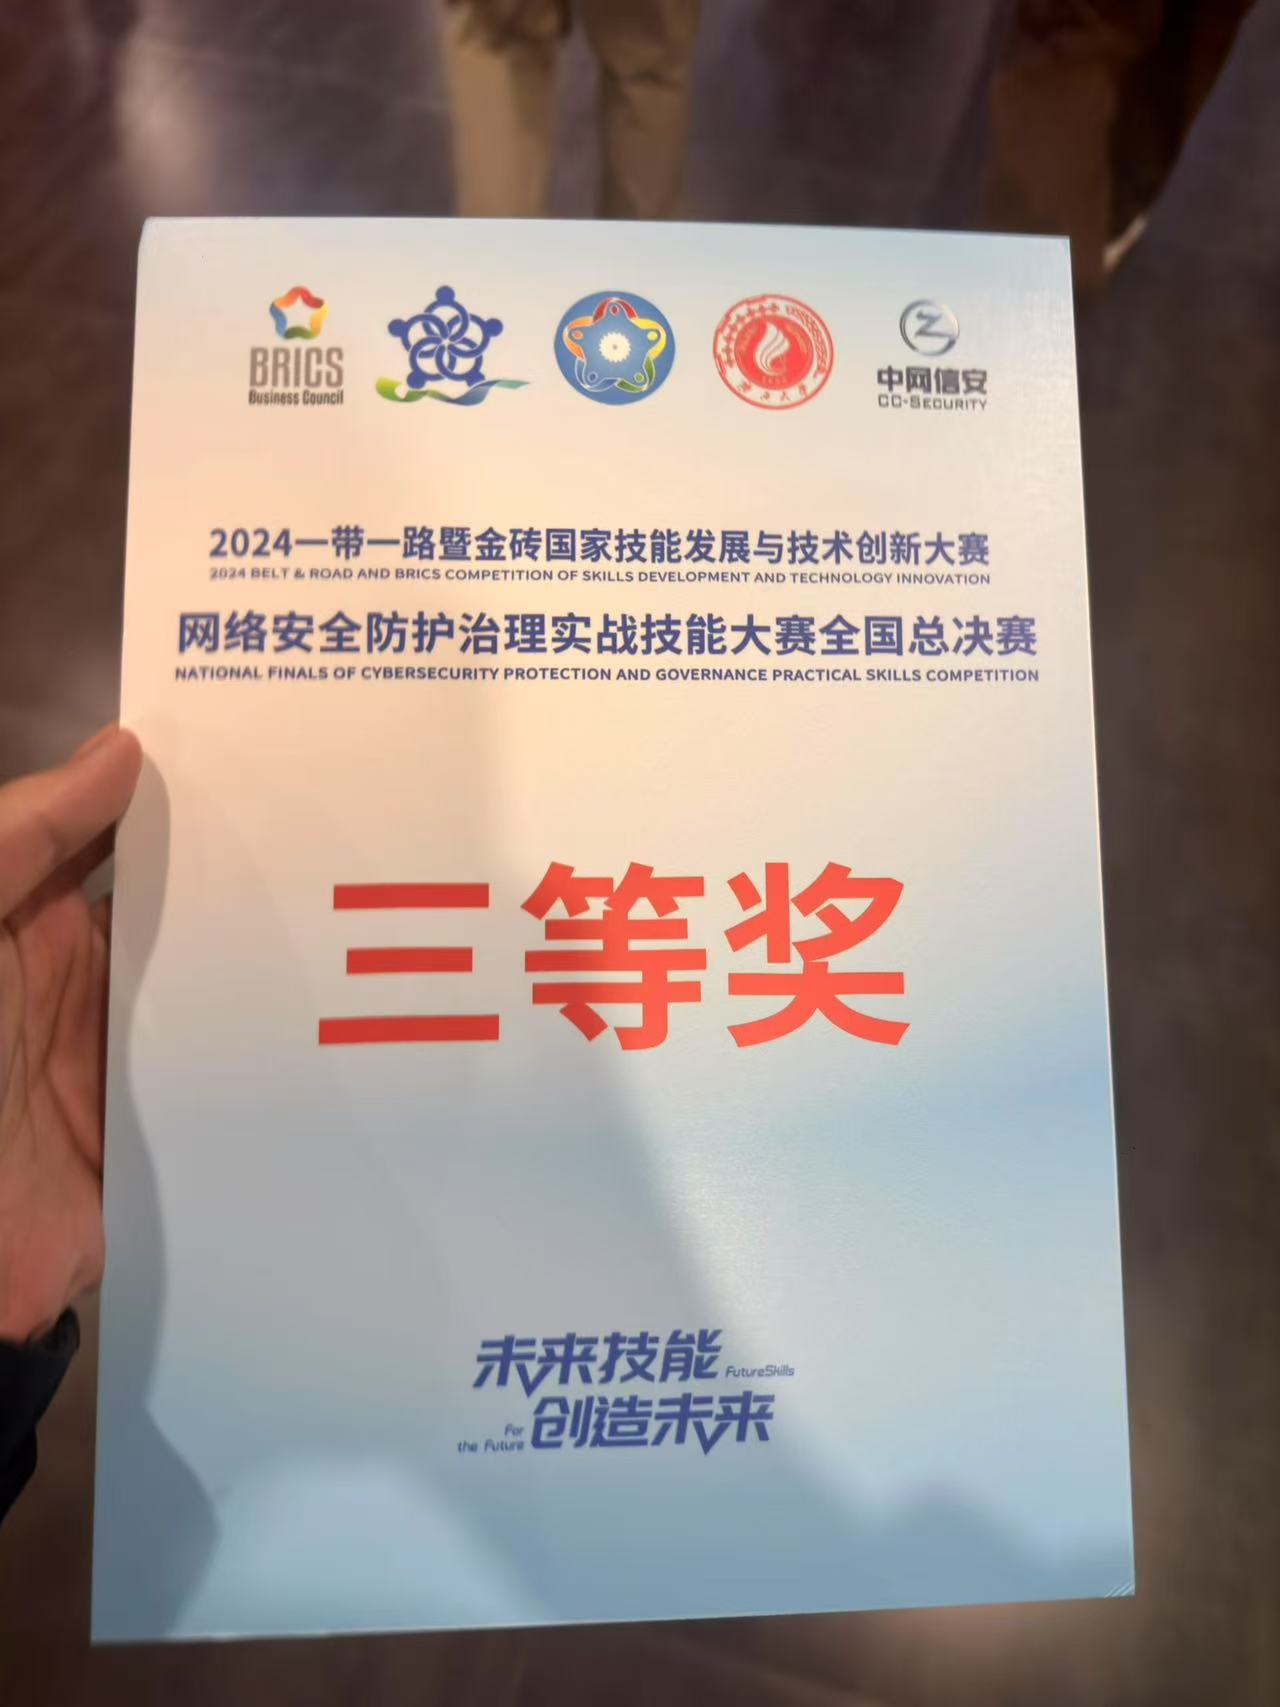 BRICS
Business Council
中网信安
CC-SECURITY
2024一带一路暨金砖国家技能发展与技术创新大赛
2024 BELT & ROAD AND BRICS COMPETITION OF SKILLS DEVELOPMENT AND TECHNOLOGY INNOVATION
网络安全防护治理实战技能大赛全国总决赛
NATIONAL FINALS OF CYBERSECURITY PROTECTION AND GOVERNANCE PRACTICAL SKILLS COMPETITION
三等奖
未来技能 FutureSkills
For the Future 创造未来